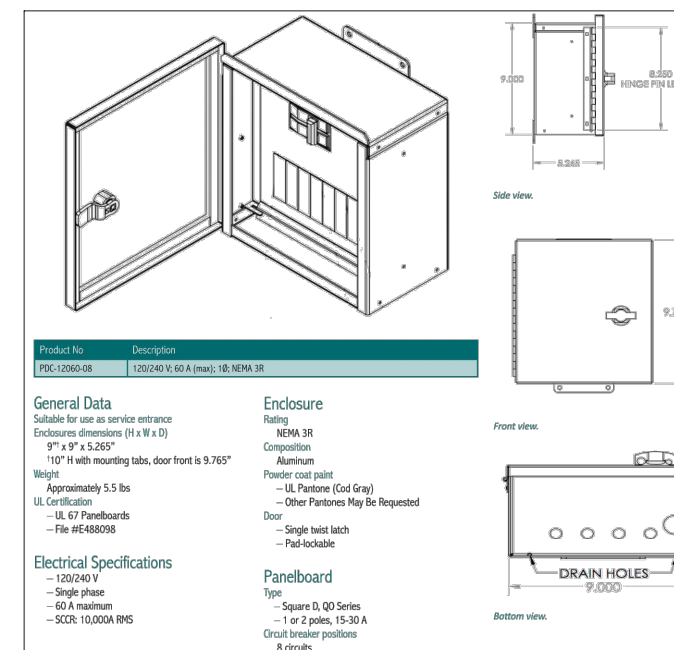 9.000
8.250
HINGE PIN
5.265
Side view.
Product No Description
PDC-12060-08 120/240 V; 60 A (max); 1Ø; NEMA 3R
General Data
Suitable for use as service entrance
Enclosures dimensions (H x W x D)
9"† x 9" x 5.265"
†10" H with mounting tabs, door front is 9.765"
Weight
Approximately 5.5 lbs
UL Certification
— UL 67 Panelboards
— File #E488098
Electrical Specifications
— 120/240 V
— Single phase
— 60 A maximum
— SCCR: 10,000A RMS
Enclosure
Rating
NEMA 3R
Composition
Aluminum
Powder coat paint
— UL Pantone (Cod Gray)
— Other Pantones May Be Requested
Door
— Single twist latch
— Pad-lockable
Panelboard
Type
— Square D, QO Series
— 1 or 2 poles, 15-30 A
Circuit breaker positions
8 circuits
Front view.
DRAIN HOLES
9.000
Bottom view.